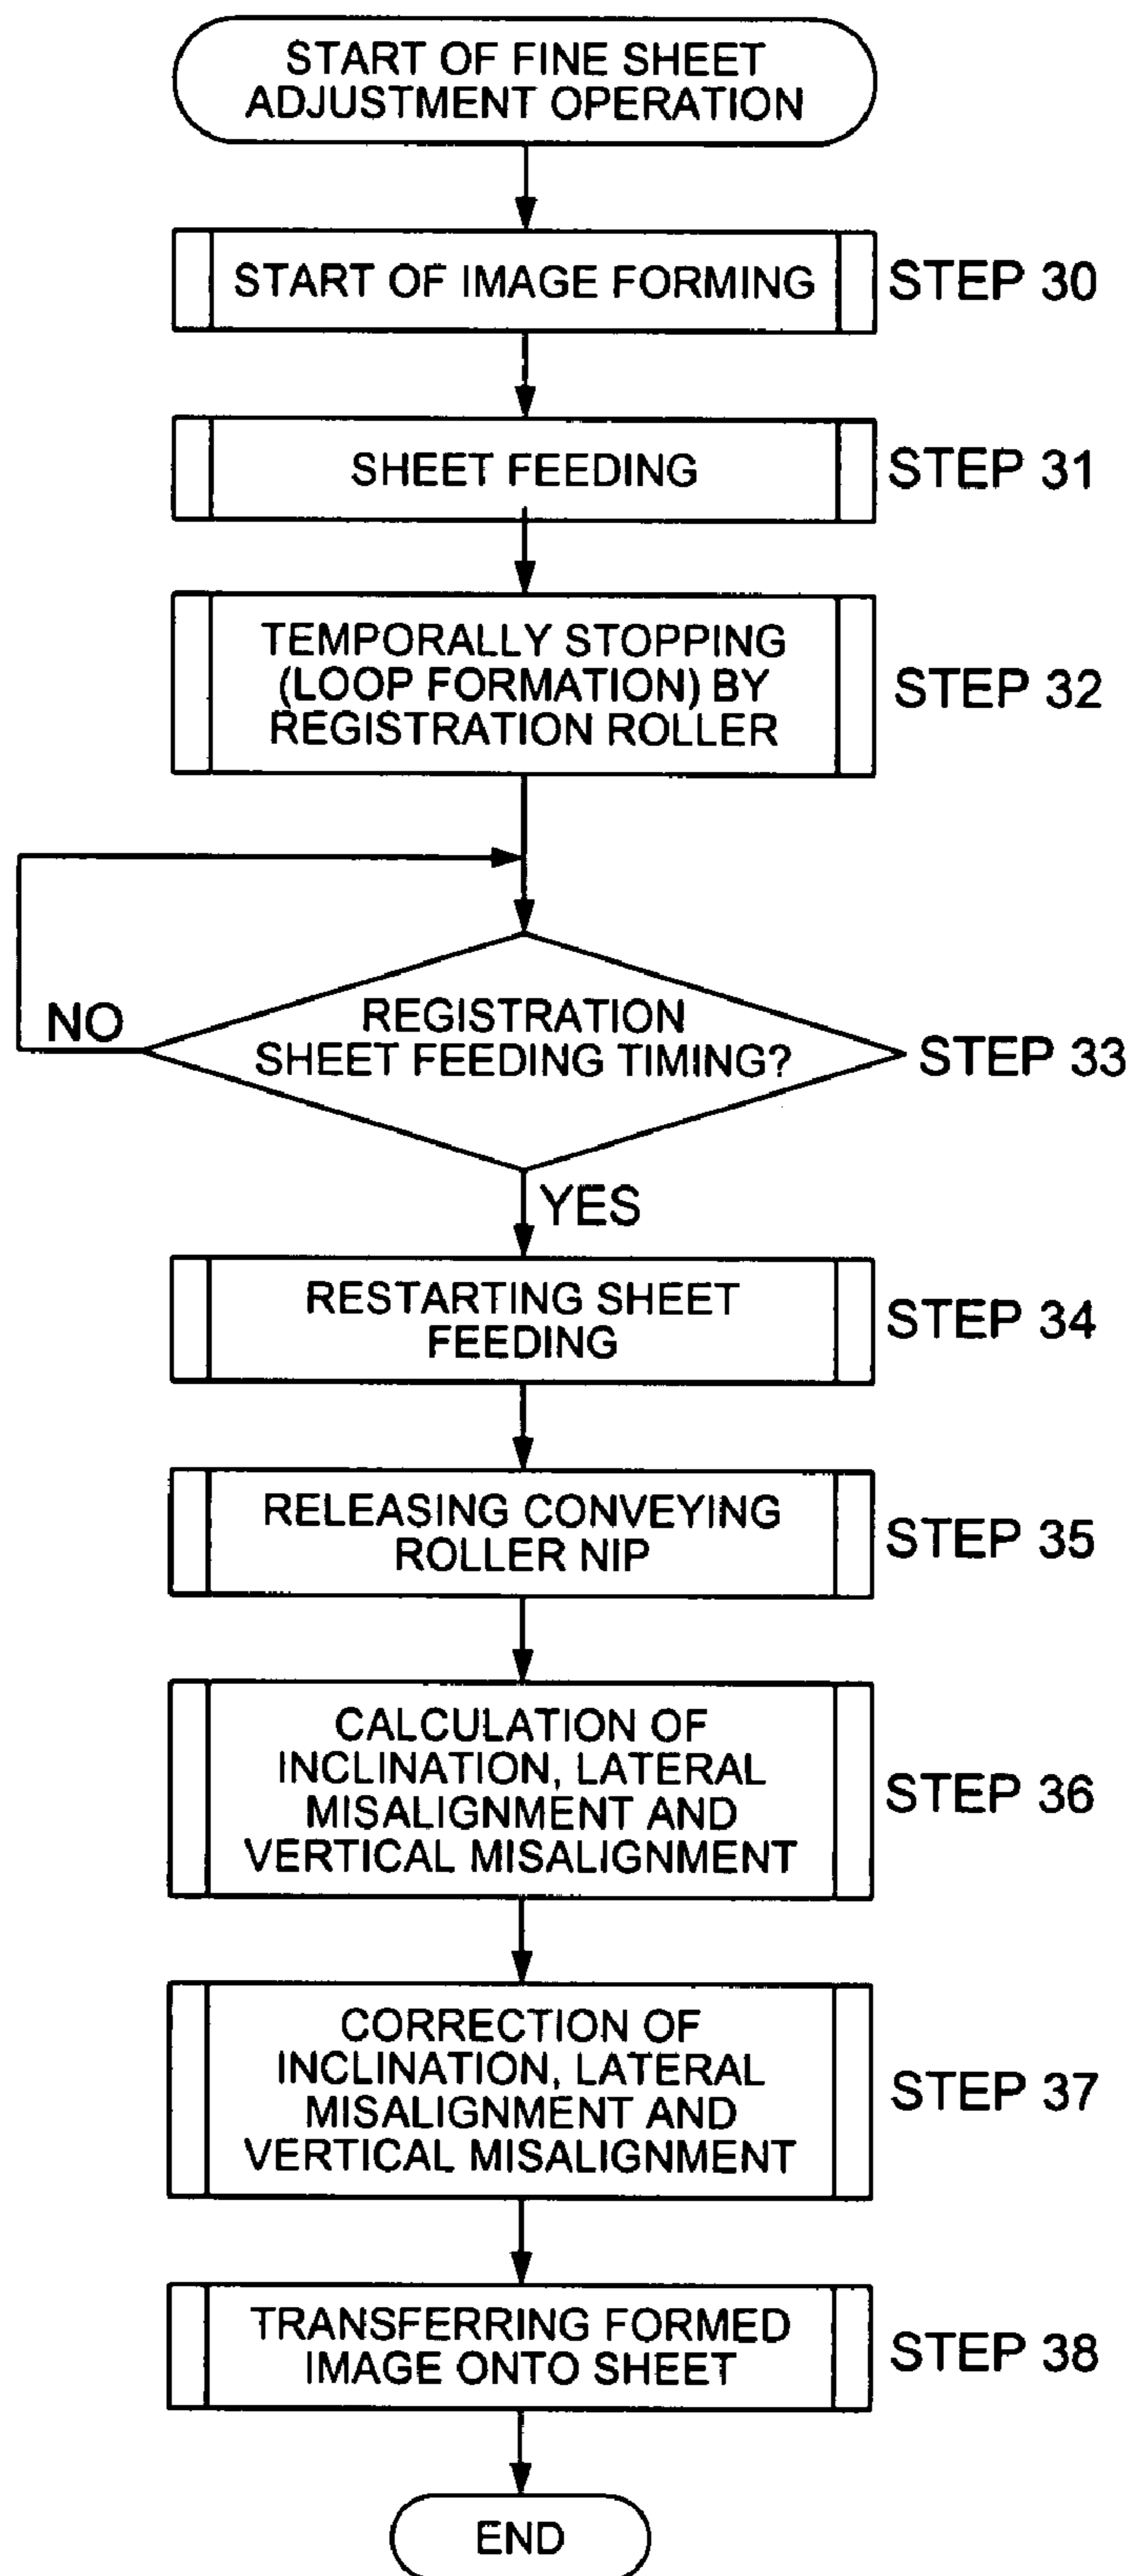 START OF FINE SHEET
ADJUSTMENT OPERATION
START OF IMAGE FORMING
STEP 30
SHEET FEEDING
STEP 31
TEMPORALLY STOPPING
(LOOP FORMATION) BY
REGISTRATION ROLLER
STEP 32
NO
REGISTRATION
SHEET FEEDING TIMING?
STEP 33
YES
RESTARTING SHEET
FEEDING
STEP 34
RELEASING CONVEYING
ROLLER NIP
STEP 35
CALCULATION OF
INCLINATION, LATERAL
MISALIGNMENT AND
VERTICAL MISALIGNMENT
STEP 36
CORRECTION OF
INCLINATION, LATERAL
MISALIGNMENT AND
VERTICAL MISALIGNMENT
STEP 37
TRANSFERRING FORMED
IMAGE ONTO SHEET
STEP 38
END